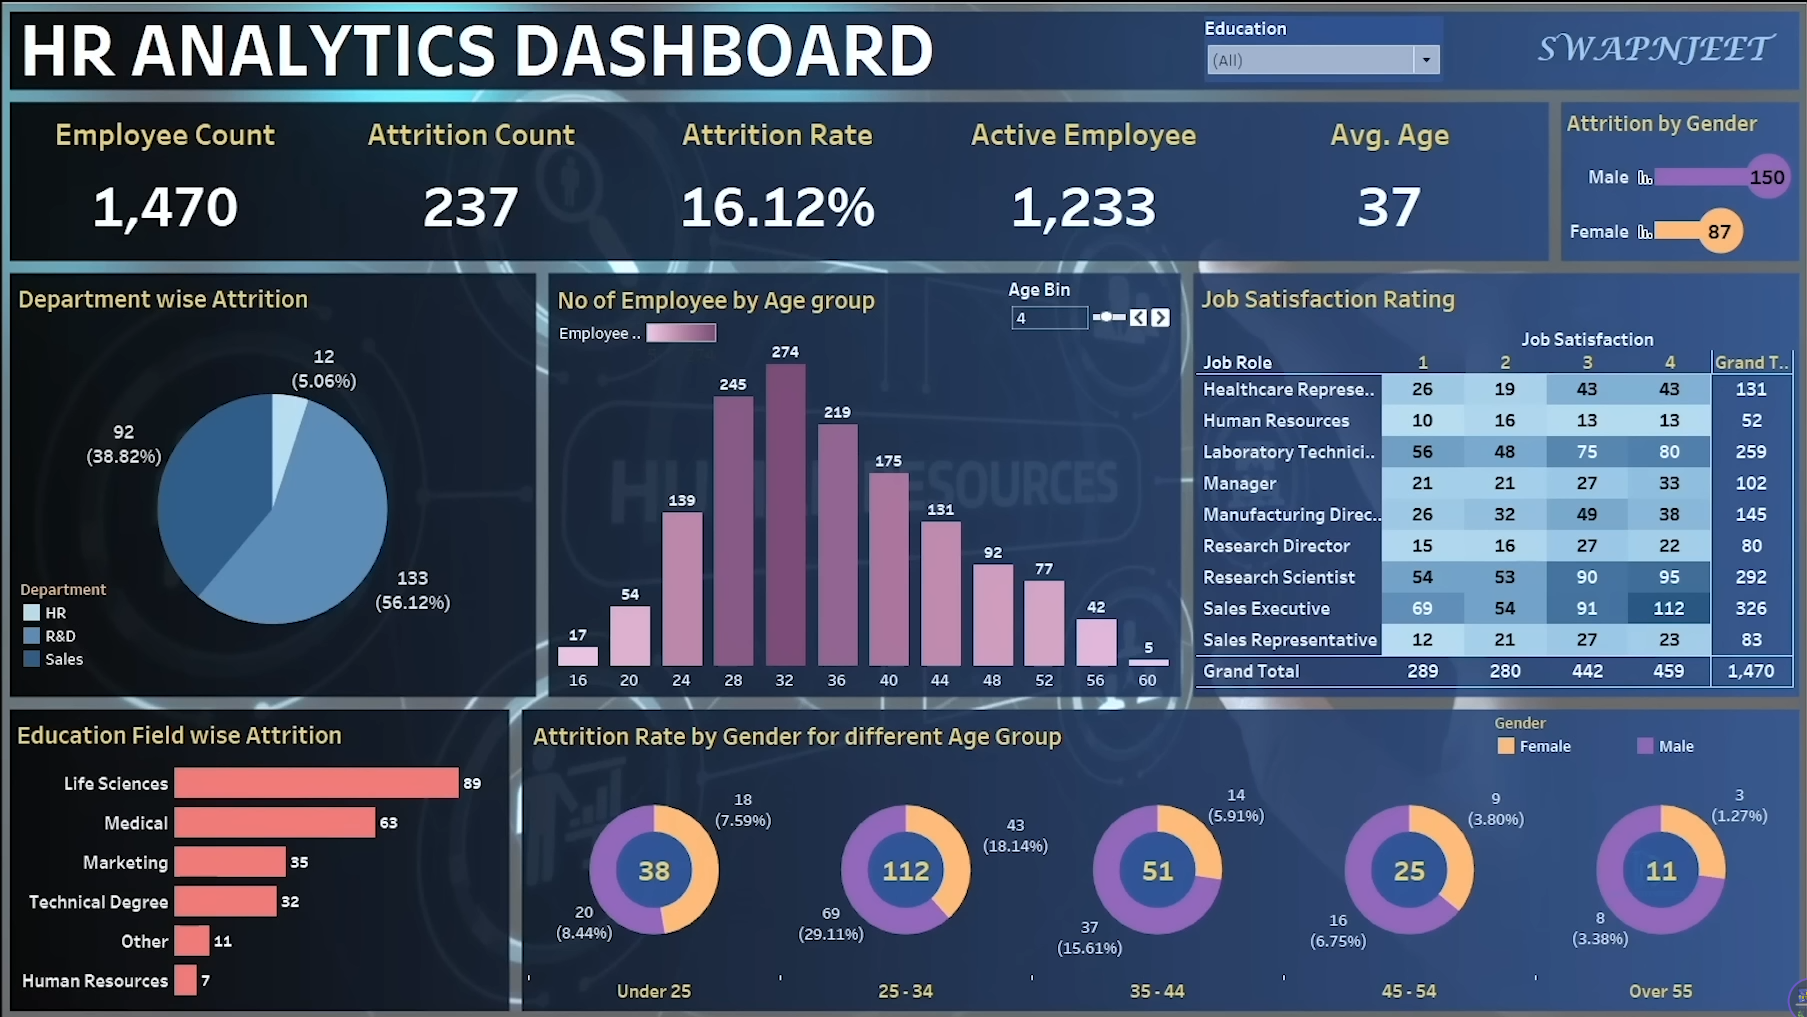 HR ANALYTICS DASHBOARD
Education
(All)
SWAPNJEET
Employee Count
1,470
Attrition Count
237
Attrition Rate
16.12%
Active Employee
1,233
Avg. Age
37
Attrition by Gender
Male 150
Female 87
Department wise Attrition
12
(5.06%)
92
(38.82%)
133
(56.12%)
Department
HR
R&D
Sales
No of Employee by Age group
Age Bin
4
Employee ..
17 54 139 245 274 219 175 131 92 77 42 5
16 20 24 28 32 36 40 44 48 52 56 60
HUMAN RESOURCES
Job Satisfaction Rating
Job Satisfaction
Job Role 1 2 3 4 Grand T..
Healthcare Represe.. 26 19 43 43 131
Human Resources 10 16 13 13 52
Laboratory Technici.. 56 48 75 80 259
Manager 21 21 27 33 102
Manufacturing Direc.. 26 32 49 38 145
Research Director 15 16 27 22 80
Research Scientist 54 53 90 95 292
Sales Executive 69 54 91 112 326
Sales Representative 12 21 27 23 83
Grand Total 289 280 442 459 1,470
Education Field wise Attrition
Life Sciences 89
Medical 63
Marketing 35
Technical Degree 32
Other 11
Human Resources 7
Attrition Rate by Gender for different Age Group
Gender
Female Male
18
(7.59%)
38
20
(8.44%)
Under 25
43
(18.14%)
112
69
(29.11%)
25 - 34
14
(5.91%)
51
37
(15.61%)
35 - 44
9
(3.80%)
25
16
(6.75%)
45 - 54
3
(1.27%)
11
8
(3.38%)
Over 55